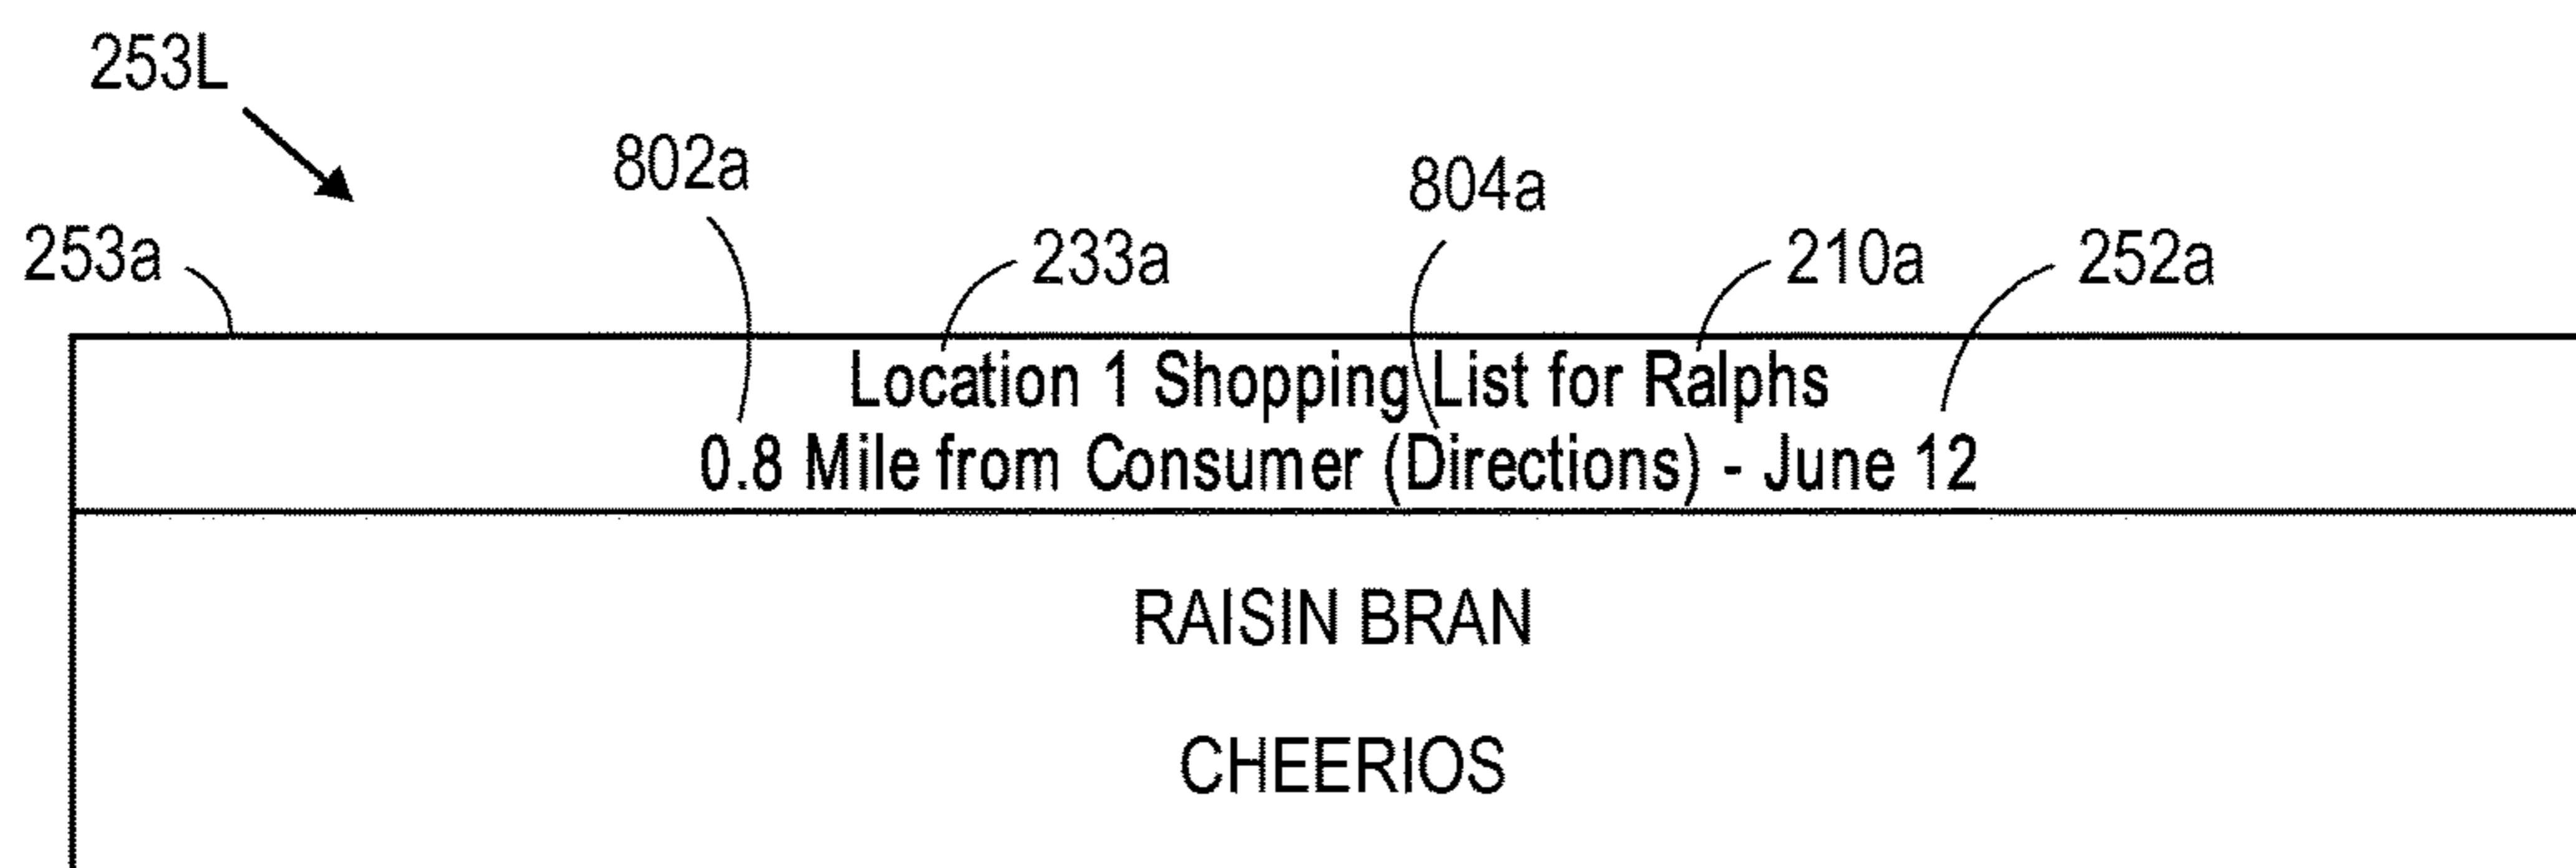 253L
802a
804a
253a
233a
210a
252a
Location 1 Shopping List for Ralphs
0.8 Mile from Consumer (Directions) - June 12
RAISIN BRAN
CHEERIOS